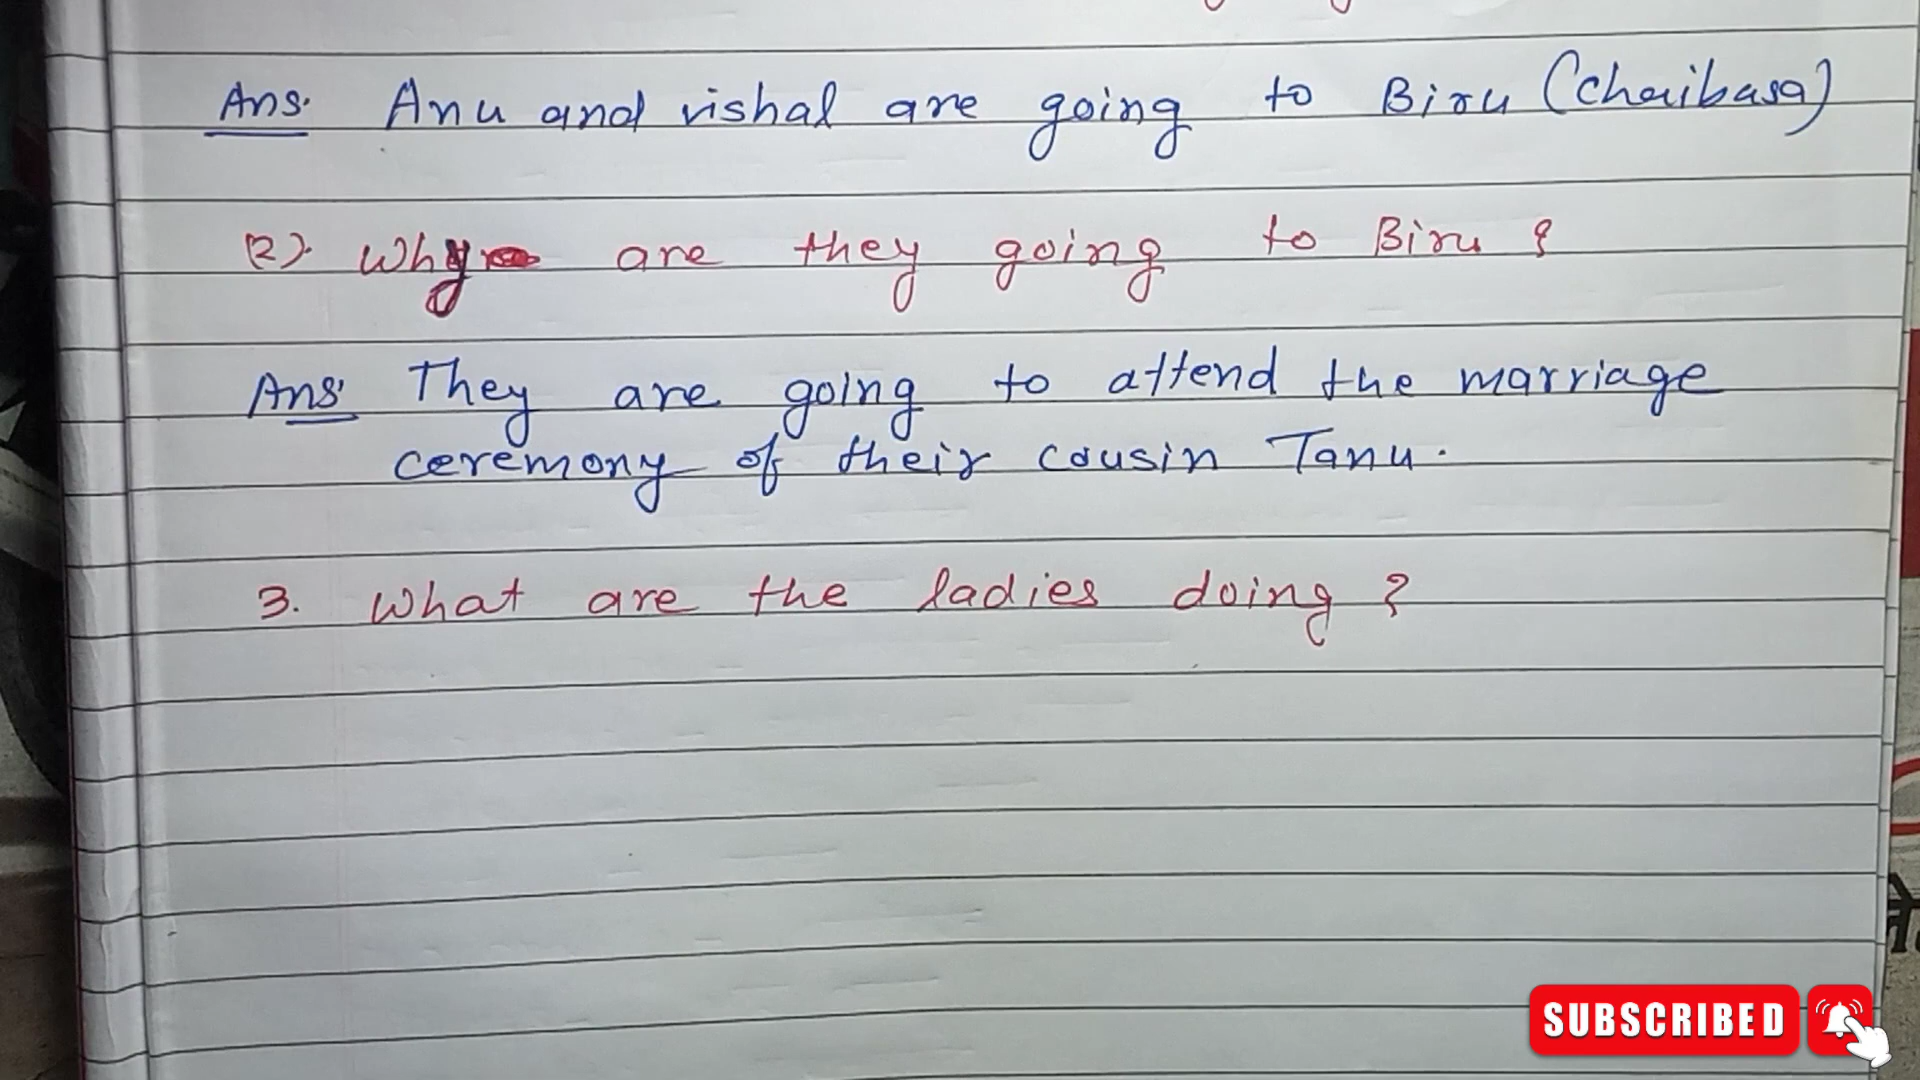 Ans. Anu and vishal are going to Biru (Chaibasa)
(2). Why are they going to Biru ?
Ans. They are going to attend the marriage
ceremony of their cousin Tanu.
3. What are the ladies doing ?
SUBSCRIBED